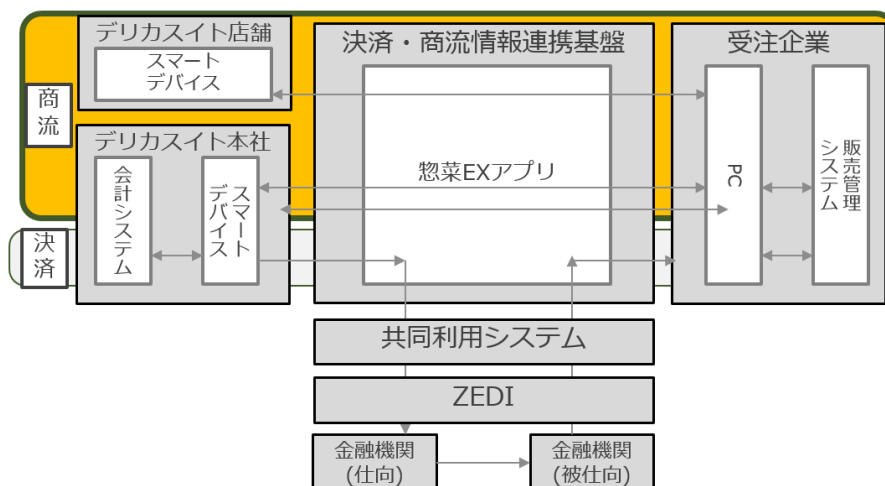 デリカスイト店舗
スマート
デバイス
決済・商流情報連携基盤
受注企業
商
流
デリカスイト本社
会計システム
スマート
デバイス
惣菜EXアプリ
PC
販売管理
システム
決
済
共同利用システム
ZEDI
金融機関
(仕向)
金融機関
(被仕向)